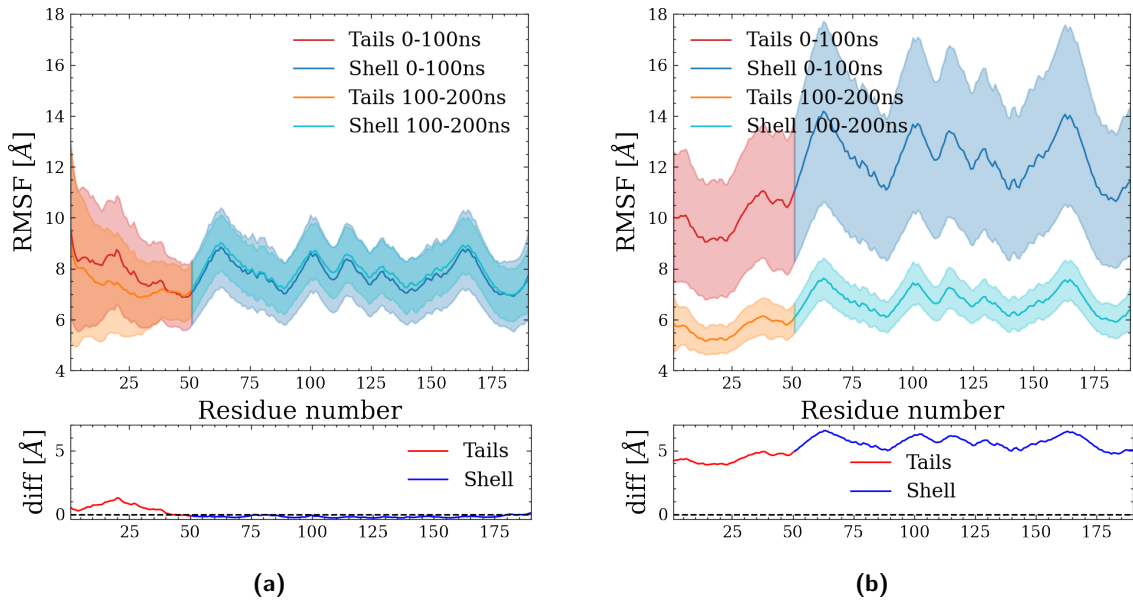 18
16
14
12
10
8
6
4
RMSF [Å]
Tails 0-100ns
Shell 0-100ns
Tails 100-200ns
Shell 100-200ns
25 50 75 100 125 150 175
Residue number
diff [Å]
5
0
Tails
Shell
25 50 75 100 125 150 175
(a)
18
16
14
12
10
8
6
4
RMSF [Å]
Tails 0-100ns
Shell 0-100ns
Tails 100-200ns
Shell 100-200ns
25 50 75 100 125 150 175
Residue number
diff [Å]
5
0
Tails
Shell
25 50 75 100 125 150 175
(b)